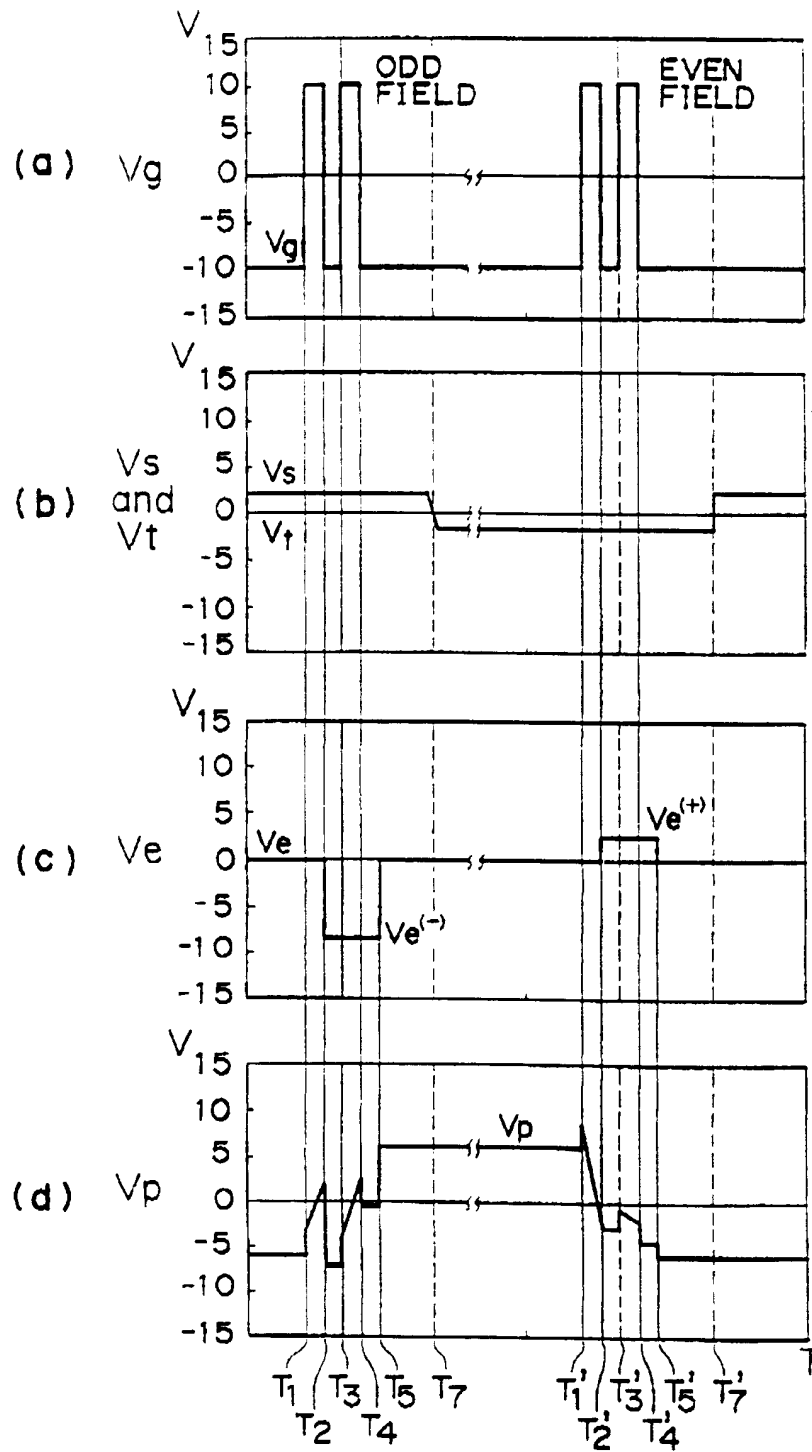 V
15
ODD
FIELD
EVEN
FIELD
10
5
(a) Vg 0
-5
Vg
-10
-15
V
15
10
5
Vs
Vs
and
Vt
(b)
0
Vt
-5
-10
-15
V
15
10
5
Ve(+)
Ve
(c) Ve 0
-5
Ve(-)
-10
-15
V
15
10
5
Vp
(d) Vp 0
-5
-10
-15
T
T1 T2 T3 T4 T5 T7 T1' T2' T3' T4' T5' T7'